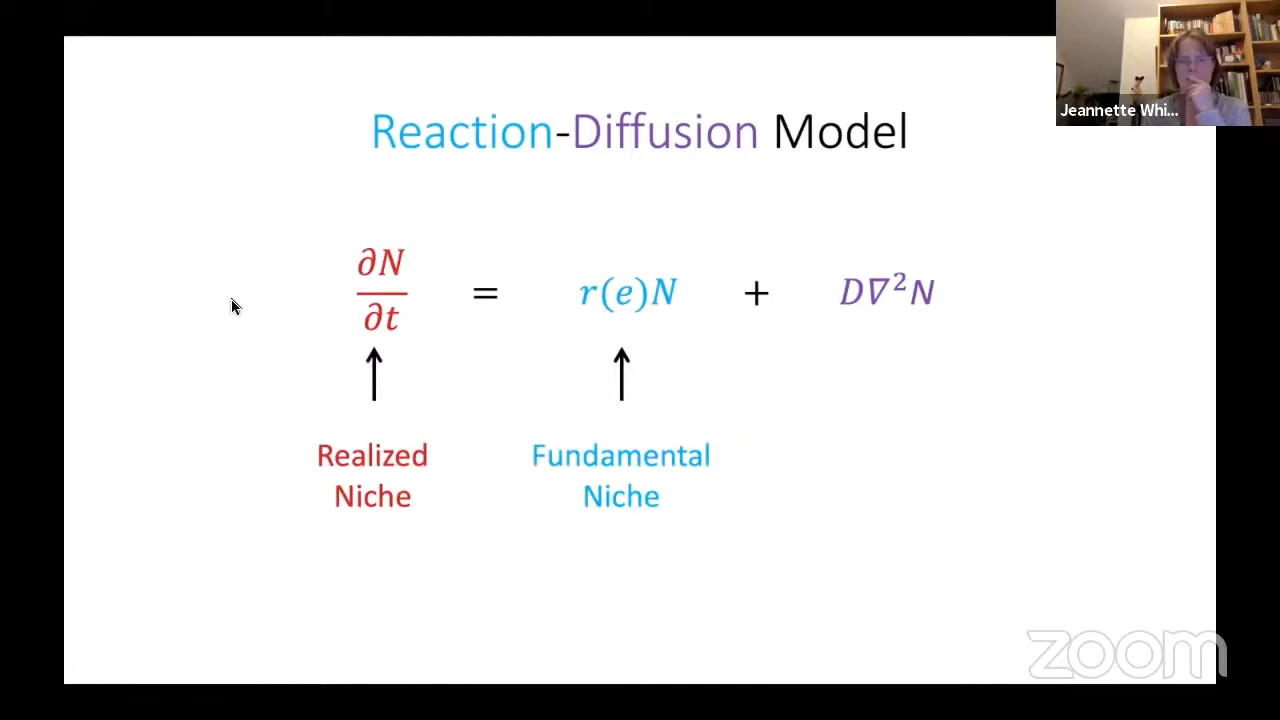 Jeannette Whi...
Reaction-Diffusion Model
∂N/∂t = r(e)N + D∇²N
Realized
Niche
Fundamental
Niche
zoom